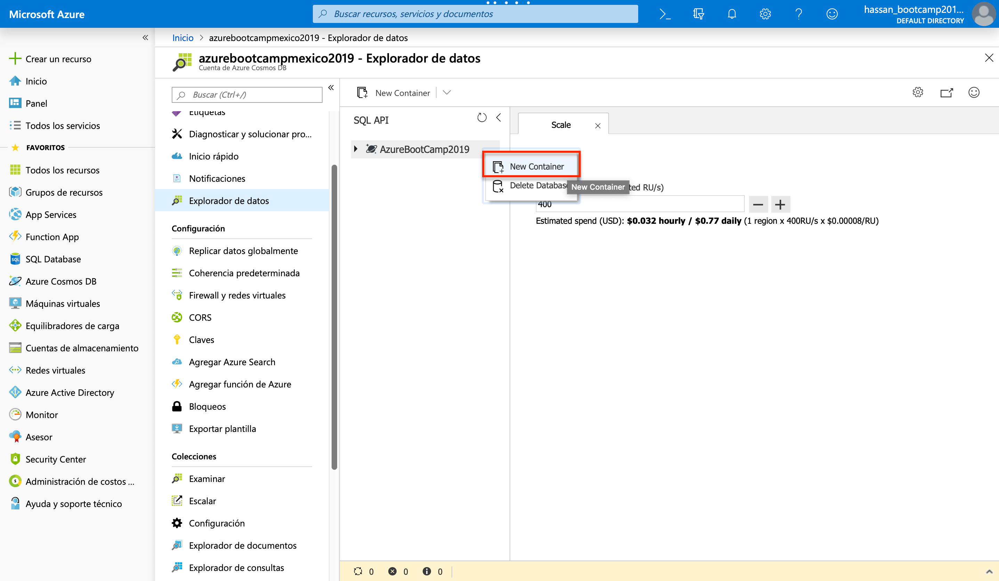 Microsoft Azure
Buscar recursos, servicios y documentos
hassan_bootcamp201...
DEFAULT DIRECTORY
Crear un recurso
Inicio
Panel
Todos los servicios
FAVORITOS
Todos los recursos
Grupos de recursos
App Services
Function App
SQL
SQL Database
Azure Cosmos DB
Máquinas virtuales
Equilibradores de carga
Cuentas de almacenamiento
Redes virtuales
Azure Active Directory
Monitor
Asesor
Security Center
Administración de costos ...
Ayuda y soporte técnico
Inicio > azurebootcampmexico2019 - Explorador de datos
azurebootcampmexico2019 - Explorador de datos
Cuenta de Azure Cosmos DB
Buscar (Ctrl+/)
Etiquetas
Diagnosticar y solucionar pro...
Inicio rápido
Notificaciones
Explorador de datos
Configuración
Replicar datos globalmente
Coherencia predeterminada
Firewall y redes virtuales
CORS
Claves
Agregar Azure Search
Agregar función de Azure
Bloqueos
Exportar plantilla
Colecciones
Examinar
Escalar
Configuración
Explorador de documentos
Explorador de consultas
New Container
SQL API
AzureBootCamp2019
Scale
New Container
Delete Databas
New Container
ted RU/s)
400
Estimated spend (USD): $0.032 hourly / $0.77 daily (1 region x 400RU/s x $0.00008/RU)
0 0 0